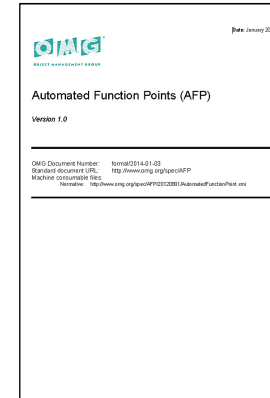 Date: January 20
OMG
OBJECT MANAGEMENT GROUP
Automated Function Points (AFP)
Version 1.0
OMG Document Number: formal/2014-01-03
Standard document URL: http://www.omg.org/spec/AFP
Machine consumable files:
Normative: http://www.omg.org/spec/AFP/20120901/AutomatedFunctionPoint.xmi